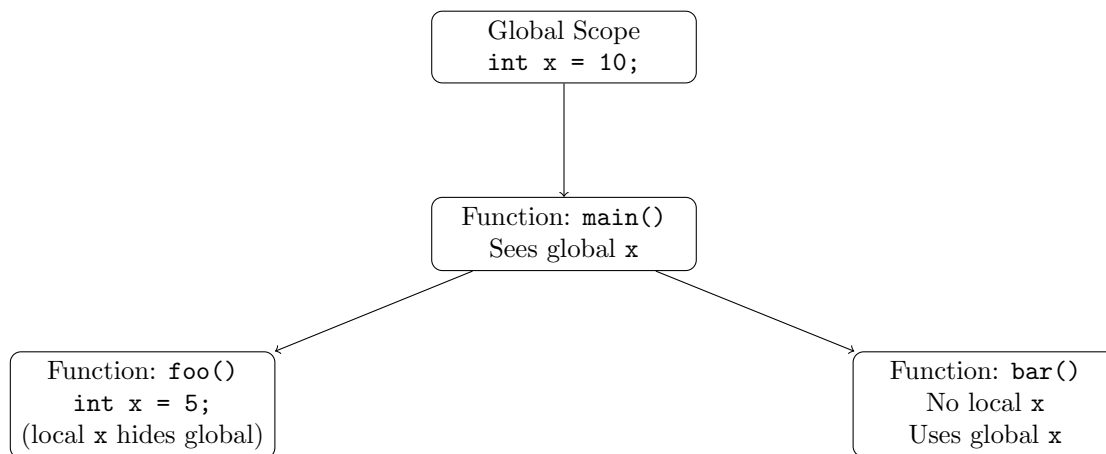 Global Scope
int x = 10;
Function: main()
Sees global x
Function: foo()
int x = 5;
(local x hides global)
Function: bar()
No local x
Uses global x